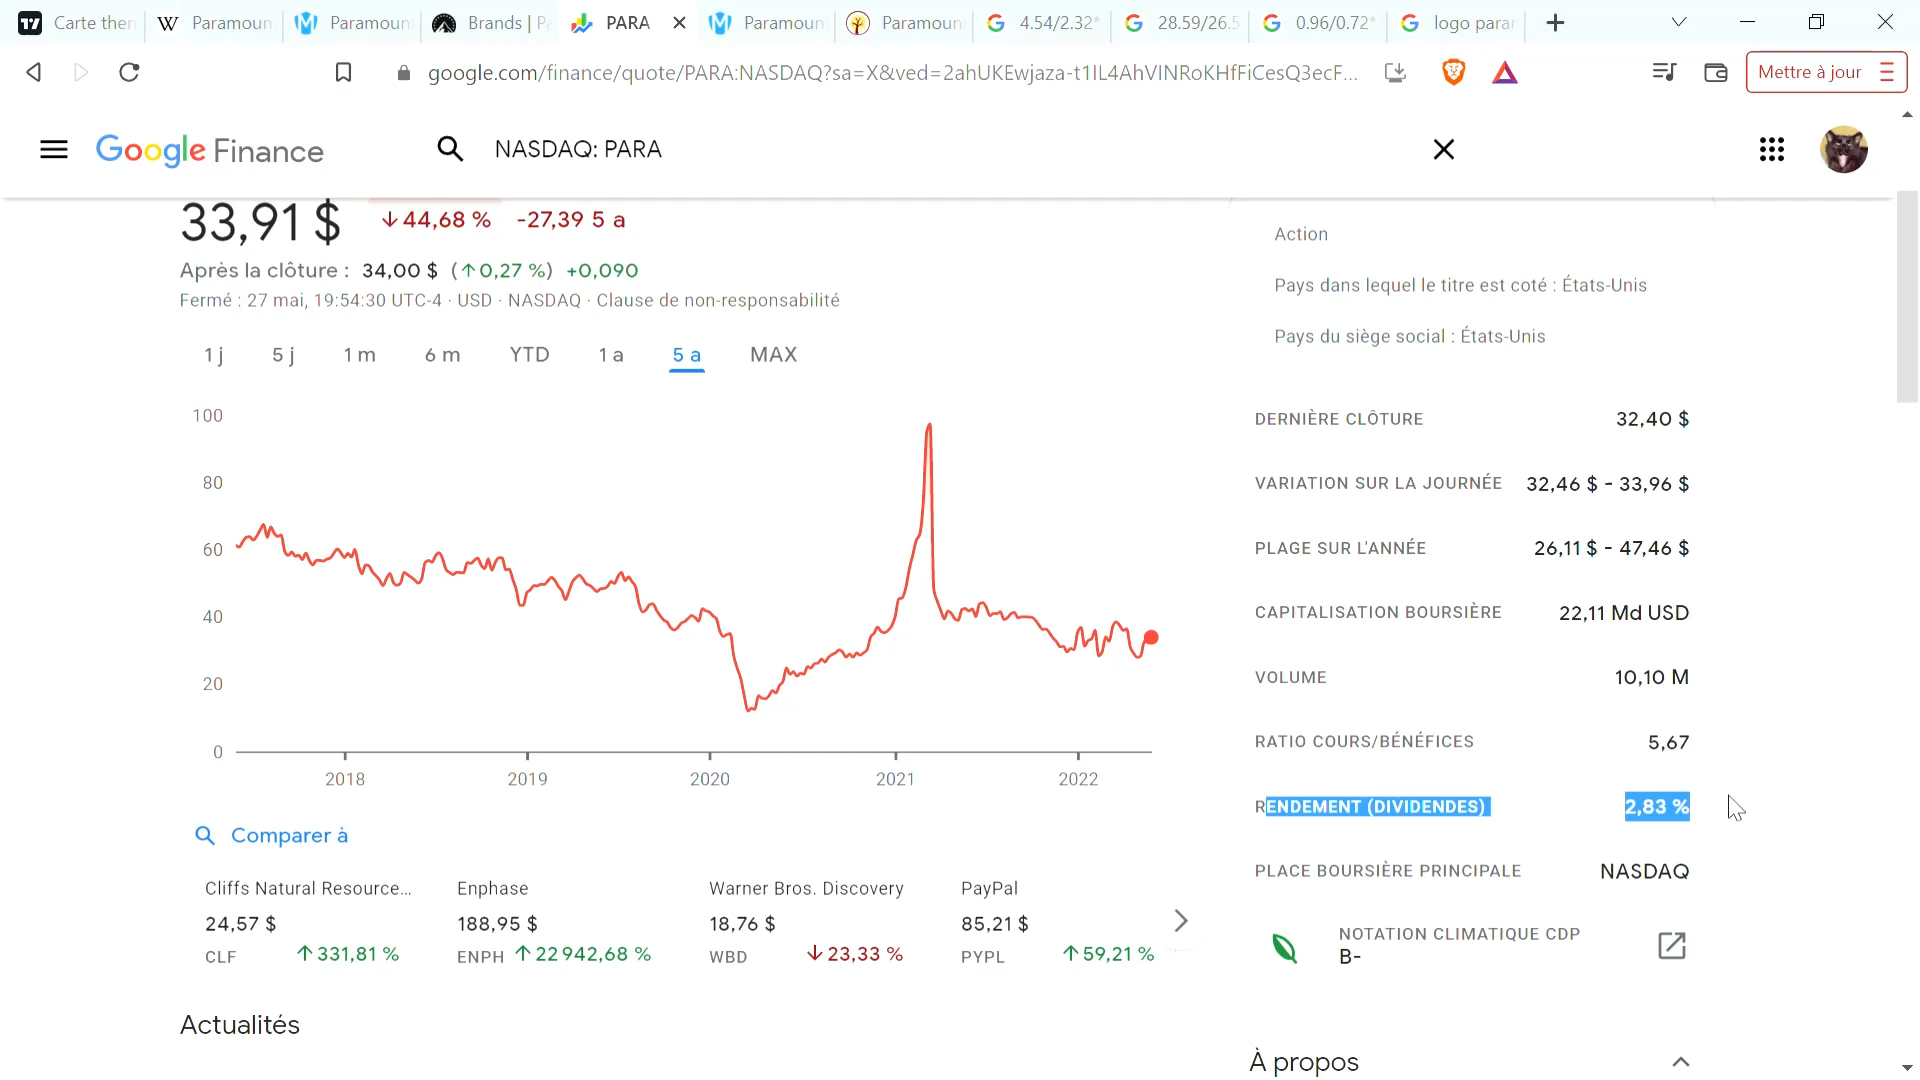 Carte ther
Paramoun
Paramoun
Brands | Pa
PARA
Paramoun
Paramoun
4.54/2.32*
28.59/26.5
0.96/0.72*
logo parar
google.com/finance/quote/PARA:NASDAQ?sa=X&ved=2ahUKEwjaza-t1IL4AhVINRoKHfFiCesQ3ecF...
Mettre à jour
Google Finance
NASDAQ: PARA
33,91 $ ↓44,68 % -27,39 5 a
Après la clôture : 34,00 $ (↑0,27 %) +0,090
Fermé : 27 mai, 19:54:30 UTC-4 · USD · NASDAQ · Clause de non-responsabilité
1 j 5 j 1 m 6 m YTD 1 a 5 a MAX
100
80
60
40
20
0
2018 2019 2020 2021 2022
Comparer à
Cliffs Natural Resource...
24,57 $
CLF ↑331,81 %
Enphase
188,95 $
ENPH ↑22 942,68 %
Warner Bros. Discovery
18,76 $
WBD ↓23,33 %
PayPal
85,21 $
PYPL ↑59,21 %
Actualités
Action
Pays dans lequel le titre est coté : États-Unis
Pays du siège social : États-Unis
DERNIÈRE CLÔTURE 32,40 $
VARIATION SUR LA JOURNÉE 32,46 $ - 33,96 $
PLAGE SUR L'ANNÉE 26,11 $ - 47,46 $
CAPITALISATION BOURSIÈRE 22,11 Md USD
VOLUME 10,10 M
RATIO COURS/BÉNÉFICES 5,67
RENDEMENT (DIVIDENDES) 2,83 %
PLACE BOURSIÈRE PRINCIPALE NASDAQ
NOTATION CLIMATIQUE CDP
B-
À propos